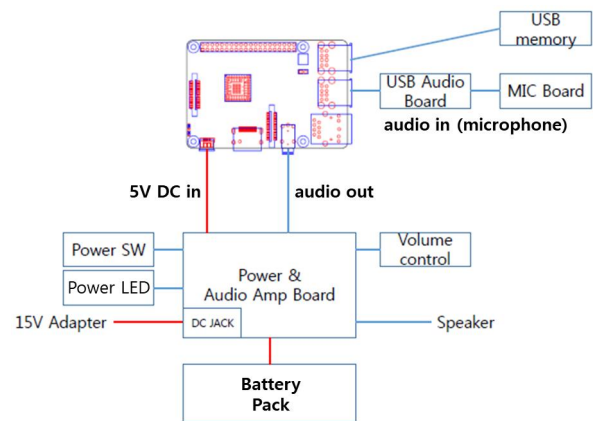 USB
memory
USB Audio
Board
MIC Board
audio in (microphone)
5V DC in
audio out
Power SW
Volume
control
Power LED
Power &
Audio Amp Board
15V Adapter
DC JACK
Speaker
Battery
Pack